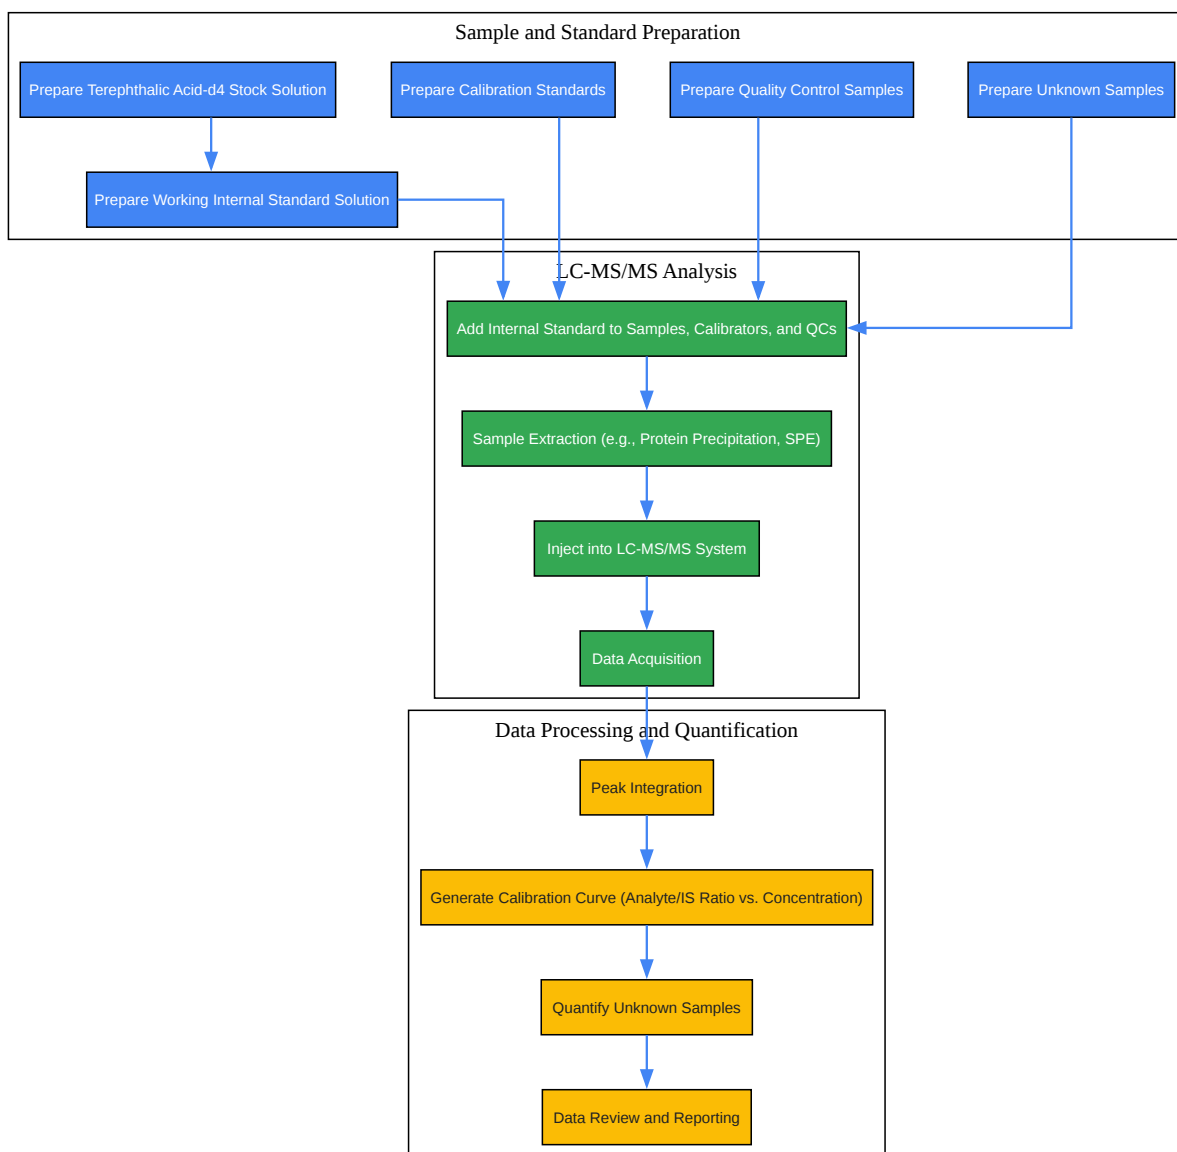 Sample and Standard Preparation
Prepare Terephthalic Acid-d4 Stock Solution
Prepare Calibration Standards
Prepare Quality Control Samples
Prepare Unknown Samples
Prepare Working Internal Standard Solution
LC-MS/MS Analysis
Add Internal Standard to Samples, Calibrators, and QCs
Sample Extraction (e.g., Protein Precipitation, SPE)
Inject into LC-MS/MS System
Data Acquisition
Data Processing and Quantification
Peak Integration
Generate Calibration Curve (Analyte/IS Ratio vs. Concentration)
Quantify Unknown Samples
Data Review and Reporting